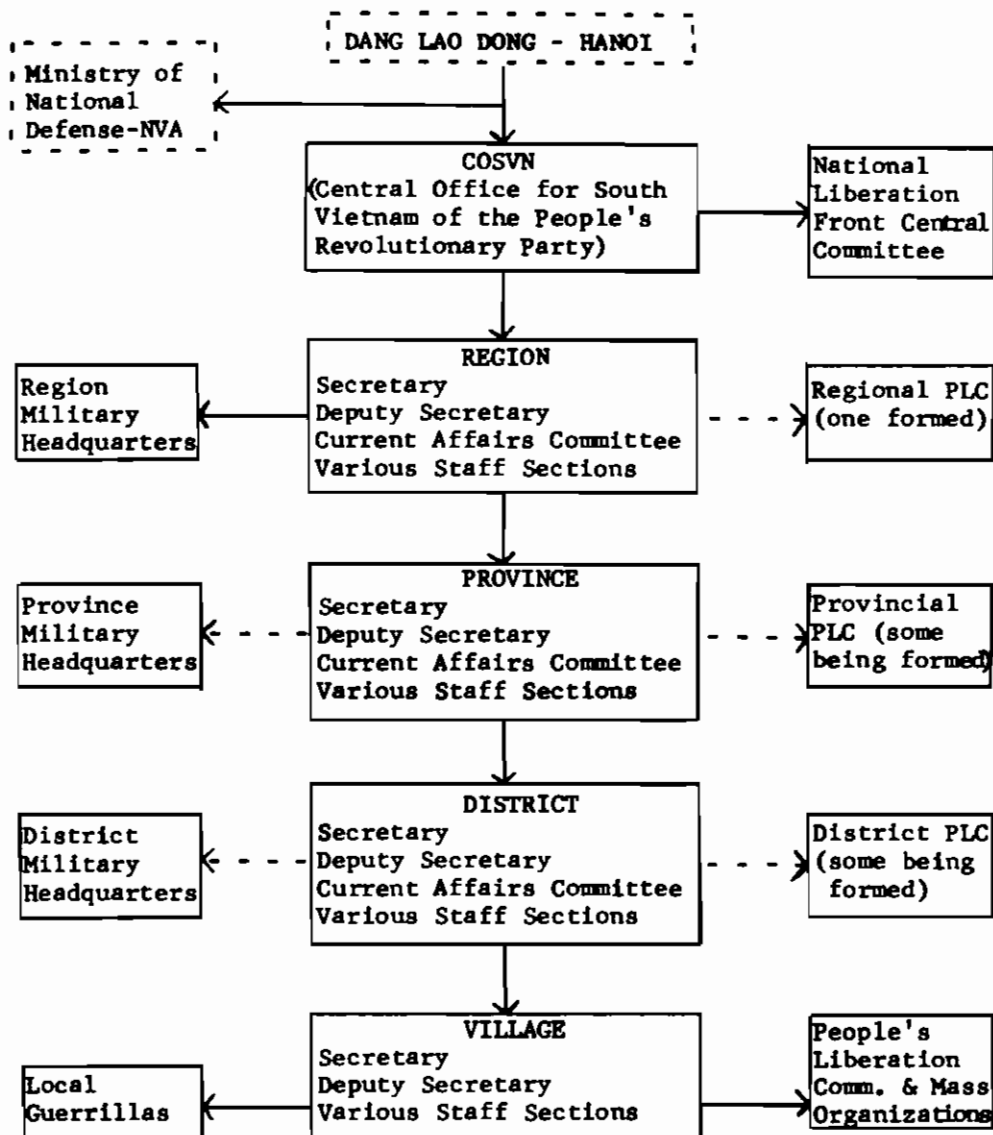 DANG LAO DONG - HANOI
Ministry of
National
Defense-NVA
COSVN
(Central Office for South
Vietnam of the People's
Revolutionary Party)
National
Liberation
Front Central
Committee
Region
Military
Headquarters
REGION
Secretary
Deputy Secretary
Current Affairs Committee
Various Staff Sections
Regional PLC
(one formed)
Province
Military
Headquarters
PROVINCE
Secretary
Deputy Secretary
Current Affairs Committee
Various Staff Sections
Provincial
PLC (some
being formed)
District
Military
Headquarters
DISTRICT
Secretary
Deputy Secretary
Current Affairs Committee
Various Staff Sections
District PLC
(some being
formed)
Local
Guerrillas
VILLAGE
Secretary
Deputy Secretary
Various Staff Sections
People's
Liberation
Comm. & Mass
Organizations